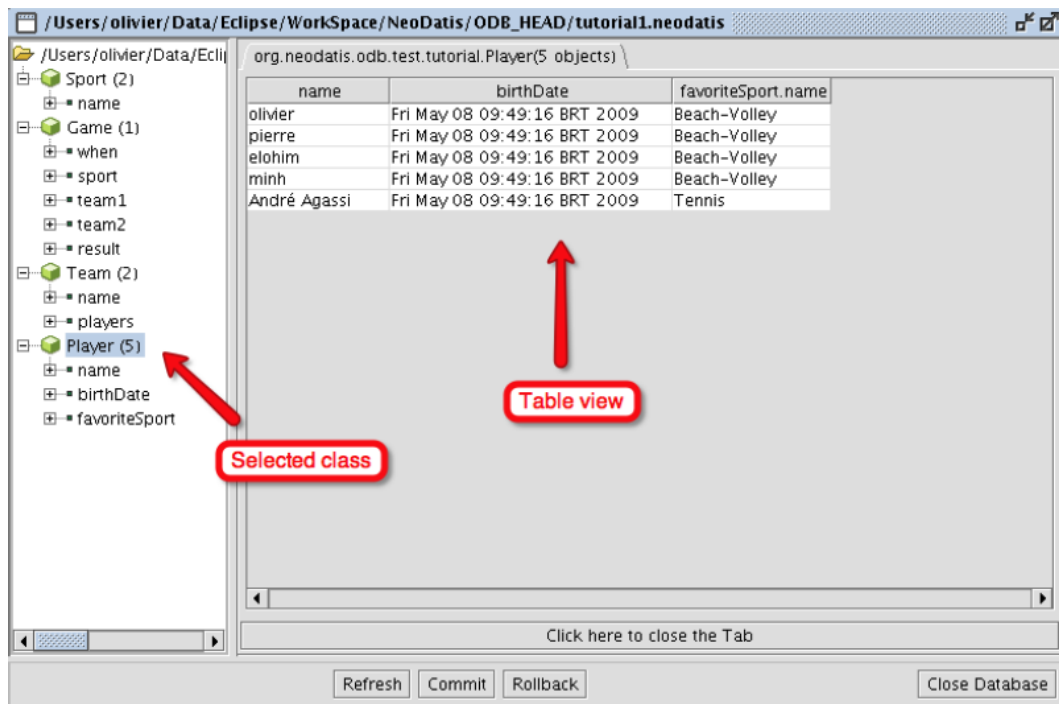 /Users/olivier/Data/Eclipse/WorkSpace/NeoDatis/ODB_HEAD/tutorial1.neodatis
/Users/olivier/Data/Ecli
Sport (2)
name
Game (1)
when
sport
team1
team2
result
Team (2)
name
players
Player (5)
name
birthDate
favoriteSport
org.neodatis.odb.test.tutorial.Player(5 objects)
name birthDate favoriteSport.name
olivier Fri May 08 09:49:16 BRT 2009 Beach-Volley
pierre Fri May 08 09:49:16 BRT 2009 Beach-Volley
elohim Fri May 08 09:49:16 BRT 2009 Beach-Volley
minh Fri May 08 09:49:16 BRT 2009 Beach-Volley
André Agassi Fri May 08 09:49:16 BRT 2009 Tennis
Table view
Selected class
Click here to close the Tab
Refresh Commit Rollback Close Database